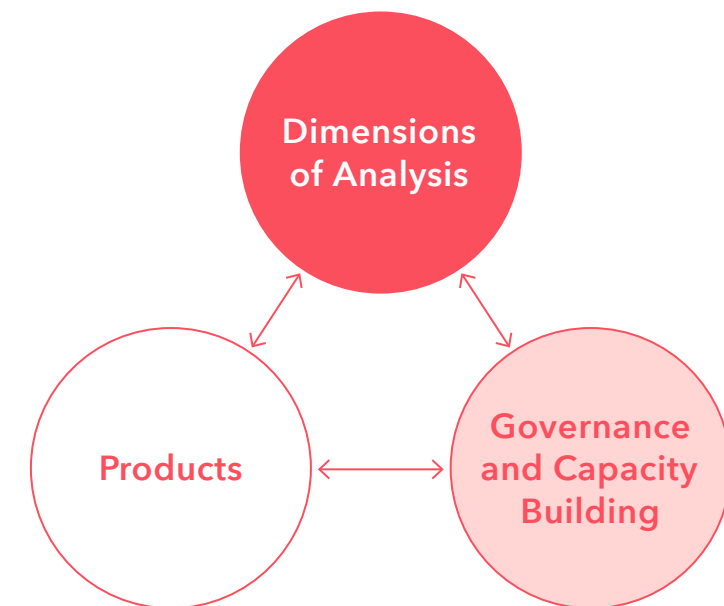 Dimensions
of Analysis
Products
Governance
and Capacity
Building